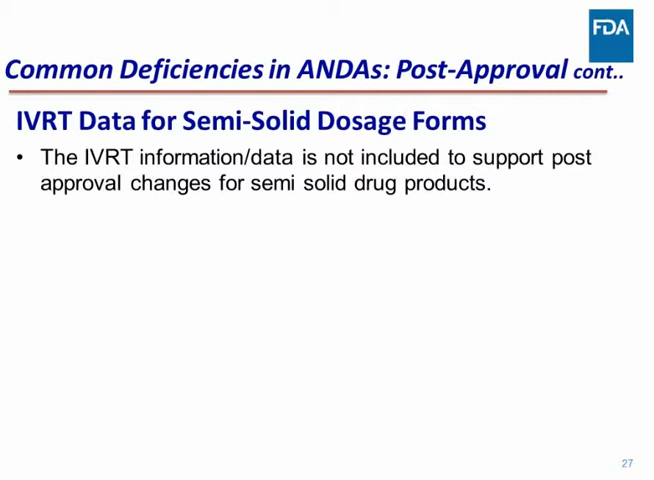 FDA
Common Deficiencies in ANDAs: Post-Approval cont..
IVRT Data for Semi-Solid Dosage Forms
• The IVRT information/data is not included to support post
approval changes for semi solid drug products.
27